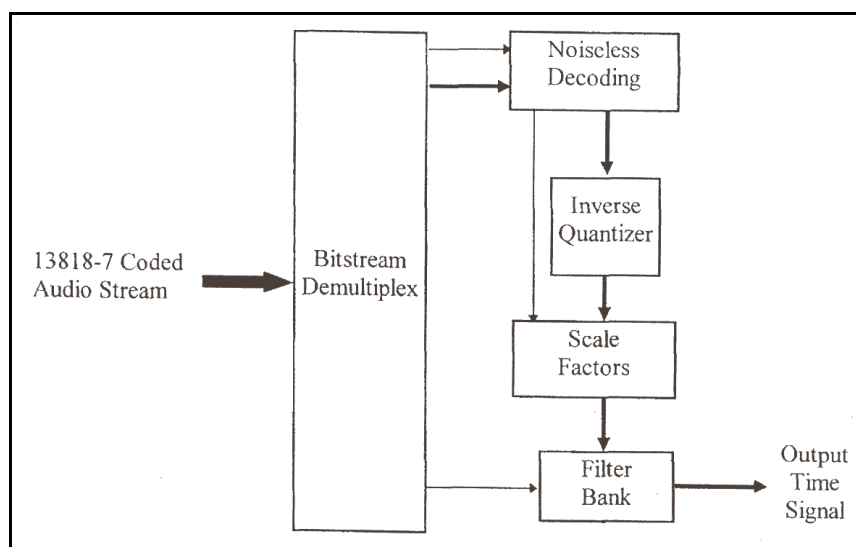 Noiseless
Decoding
Inverse
Quantizer
13818-7 Coded
Audio Stream
Bitstream
Demultiplex
Scale
Factors
Filter
Bank
Output
Time
Signal